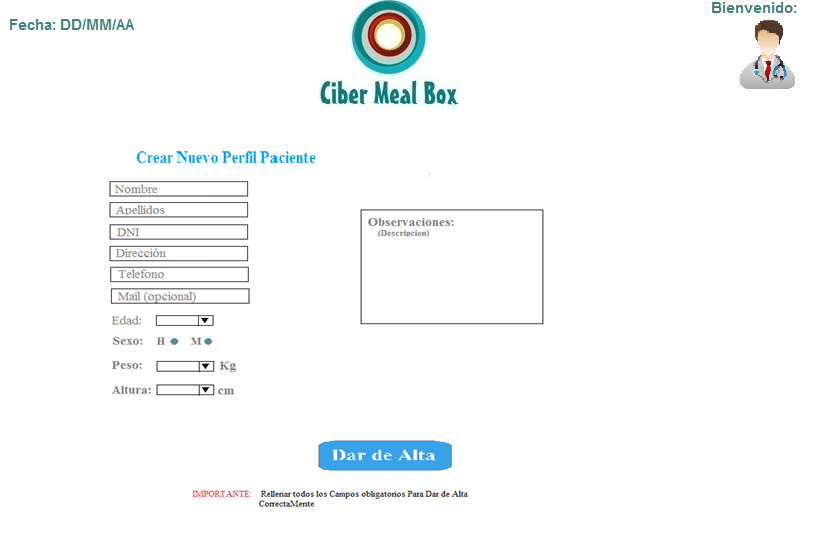 Fecha: DD/MM/AA
Bienvenido:
Ciber Meal Box
Crear Nuevo Perfil Paciente
Nombre
Apellidos
DNI
Dirección
Telefono
Mail (opcional)
Edad:
Sexo: H M
Peso: Kg
Altura: cm
Observaciones:
(Descripcion)
Dar de Alta
IMPORTANTE: Rellenar todos los Campos obligatorios Para Dar de Alta
CorrectaMente